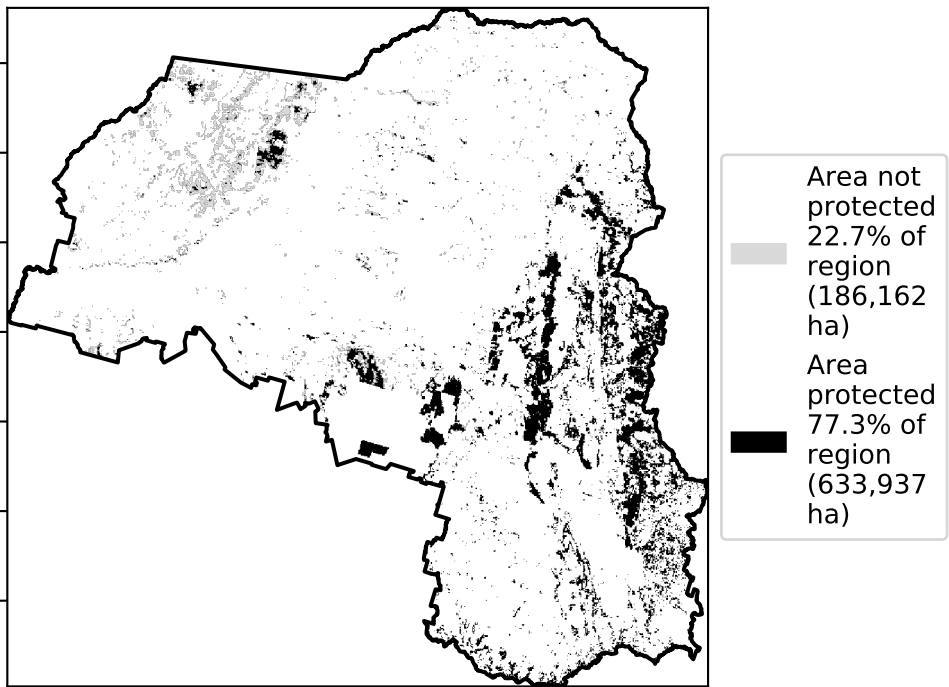 Area not
protected
22.7% of
region
(186,162
ha)
Area
protected
77.3% of
region
(633,937
ha)